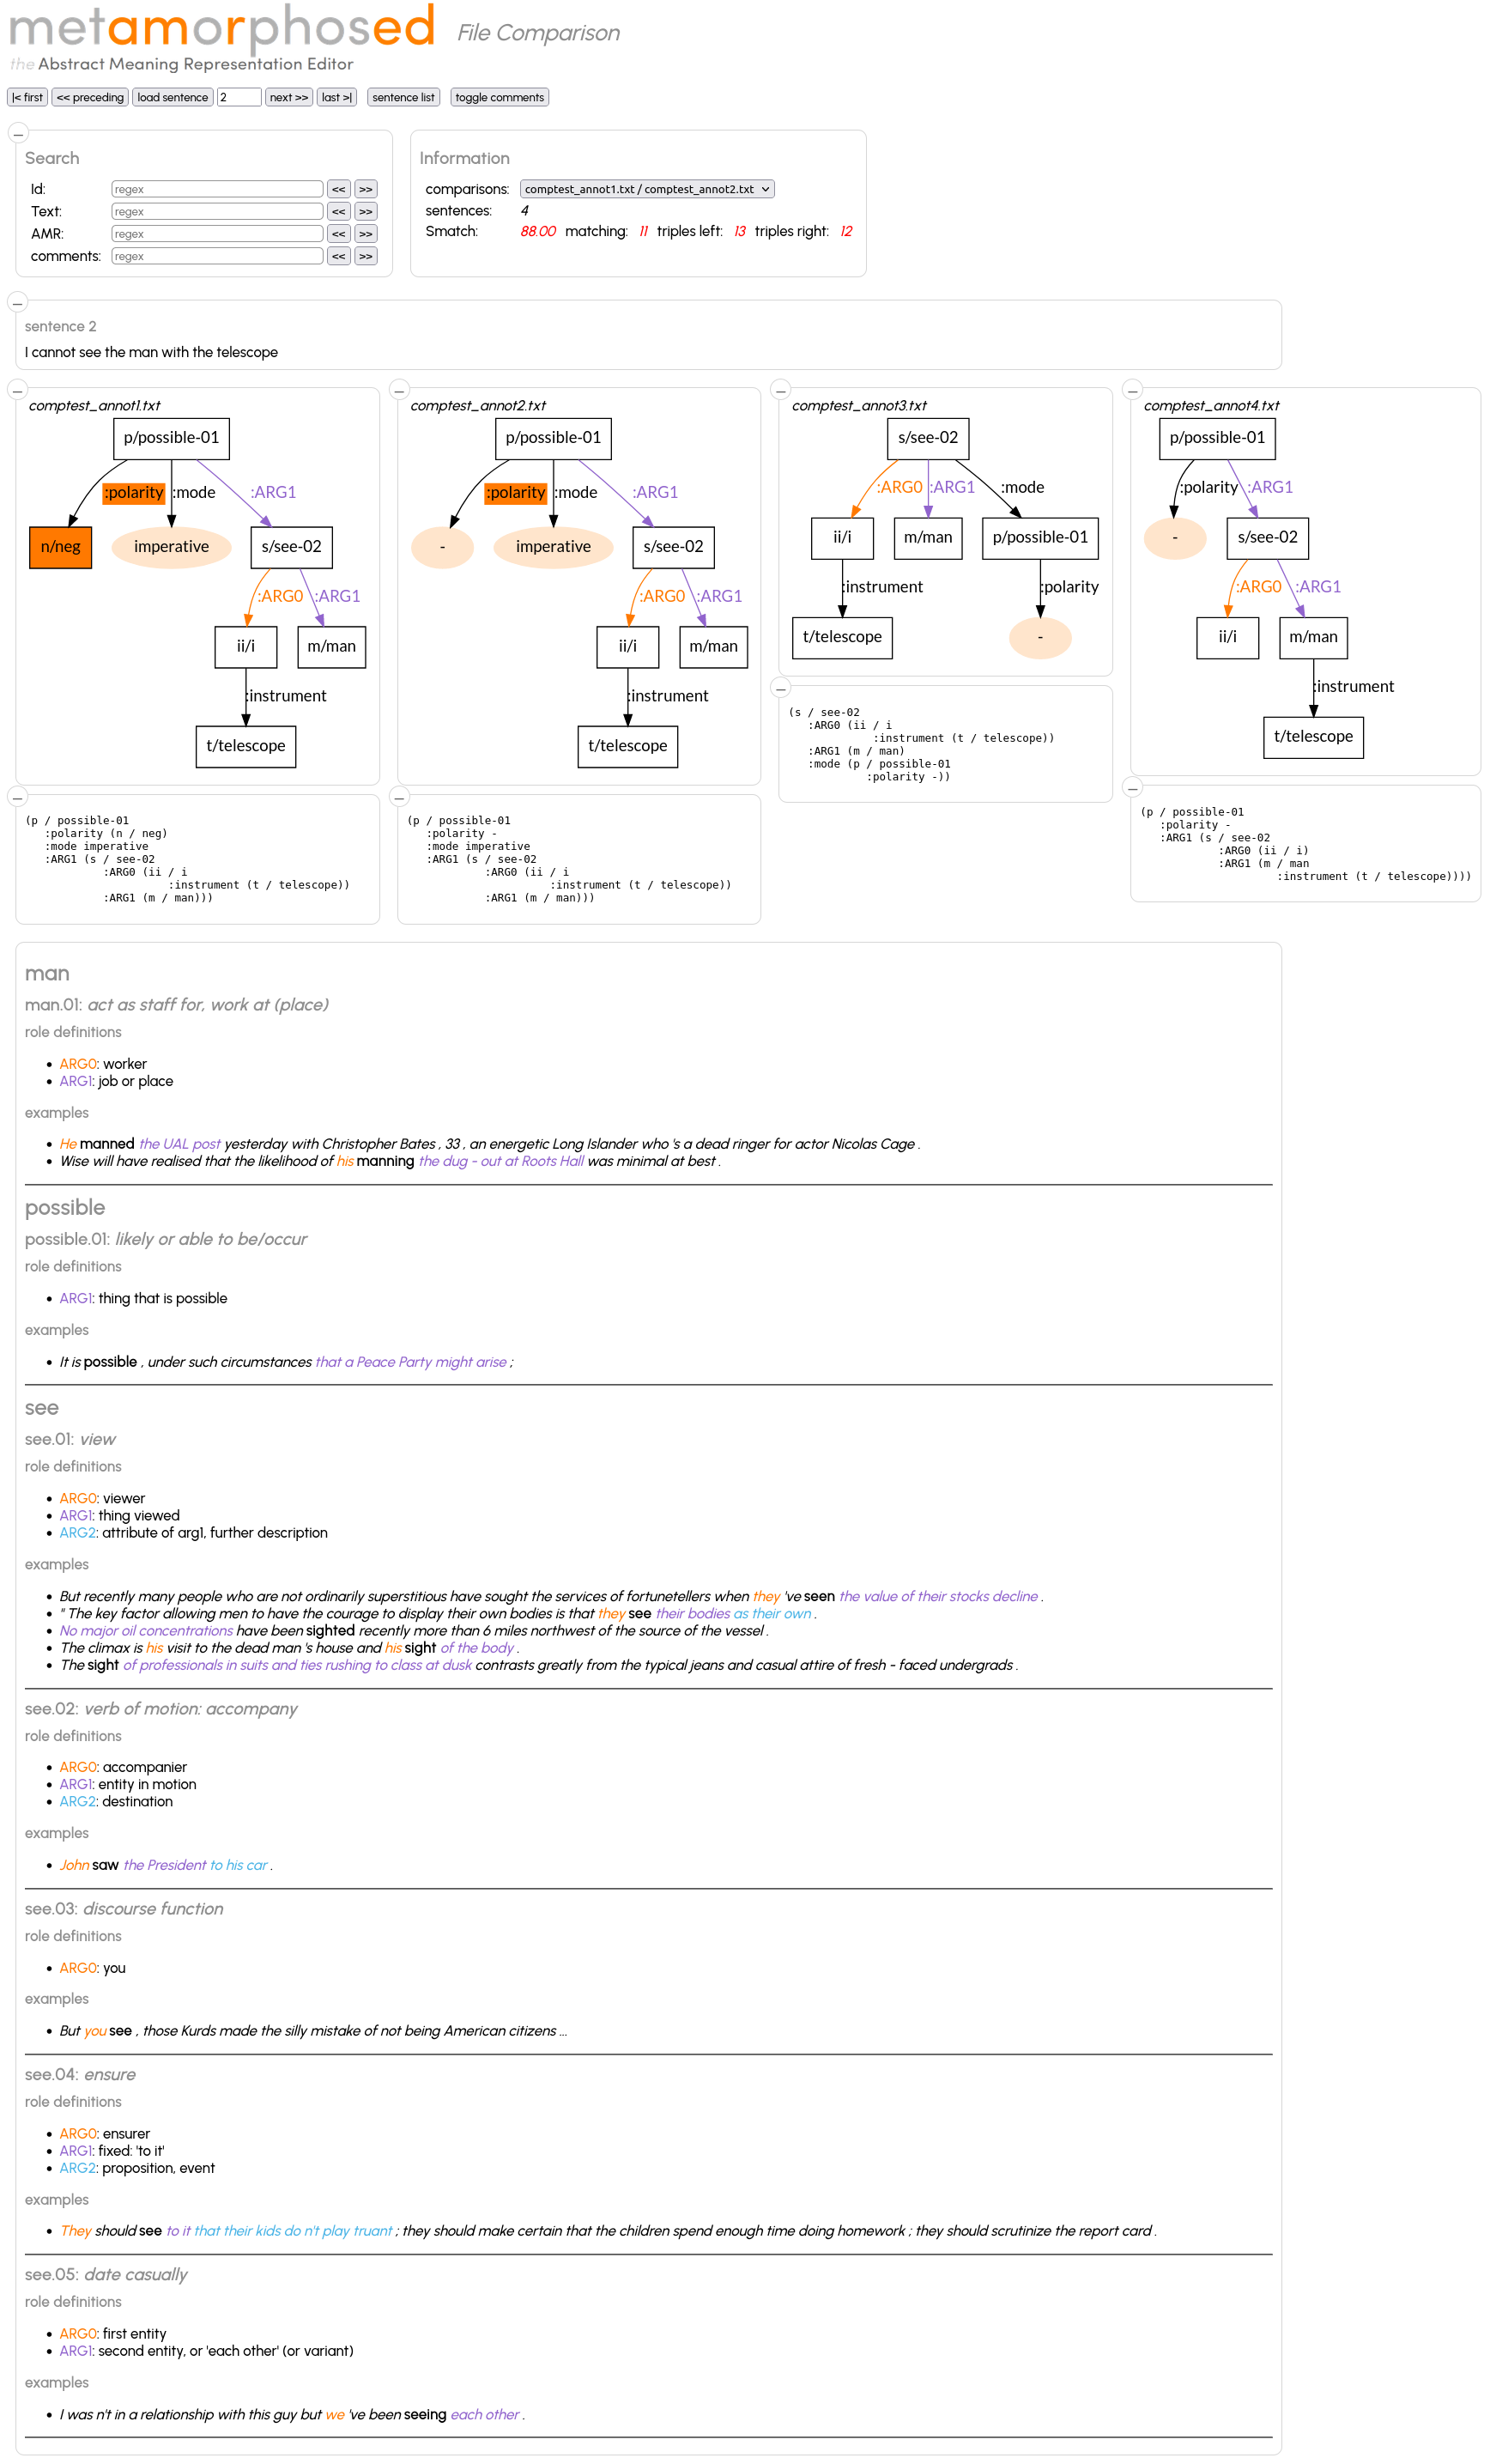 metamorphosed File Comparison
the Abstract Meaning Representation Editor
|< first << preceding load sentence 2 next >> last >| sentence list toggle comments
Search
Id: regex << >>
Text: regex << >>
AMR: regex << >>
comments: regex << >>
Information
comparisons: comptest_annot1.txt / comptest_annot2.txt
sentences: 4
Smatch: 88.00 matching: 11 triples left: 13 triples right: 12
sentence 2
I cannot see the man with the telescope
comptest_annot1.txt
p/possible-01
:polarity :mode :ARG1
n/neg imperative s/see-02
:ARG0 :ARG1
ii/i m/man
:instrument
t/telescope
(p / possible-01
:polarity (n / neg)
:mode imperative
:ARG1 (s / see-02
:ARG0 (ii / i
:instrument (t / telescope))
:ARG1 (m / man)))
comptest_annot2.txt
p/possible-01
:polarity :mode :ARG1
- imperative s/see-02
:ARG0 :ARG1
ii/i m/man
:instrument
t/telescope
(p / possible-01
:polarity -
:mode imperative
:ARG1 (s / see-02
:ARG0 (ii / i
:instrument (t / telescope))
:ARG1 (m / man)))
comptest_annot3.txt
s/see-02
:ARG0 :ARG1 :mode
ii/i m/man p/possible-01
:instrument :polarity
t/telescope -
(s / see-02
:ARG0 (ii / i
:instrument (t / telescope))
:ARG1 (m / man)
:mode (p / possible-01
:polarity -))
comptest_annot4.txt
p/possible-01
:polarity :ARG1
- s/see-02
:ARG0 :ARG1
ii/i m/man
:instrument
t/telescope
(p / possible-01
:polarity -
:ARG1 (s / see-02
:ARG0 (ii / i)
:ARG1 (m / man
:instrument (t / telescope))))
man
man.01: act as staff for, work at (place)
role definitions
• ARG0: worker
• ARG1: job or place
examples
• He manned the UAL post yesterday with Christopher Bates , 33 , an energetic Long Islander who 's a dead ringer for actor Nicolas Cage .
• Wise will have realised that the likelihood of his manning the dug - out at Roots Hall was minimal at best .
possible
possible.01: likely or able to be/occur
role definitions
• ARG1: thing that is possible
examples
• It is possible , under such circumstances that a Peace Party might arise ;
see
see.01: view
role definitions
• ARG0: viewer
• ARG1: thing viewed
• ARG2: attribute of arg1, further description
examples
• But recently many people who are not ordinarily superstitious have sought the services of fortunetellers when they 've seen the value of their stocks decline .
• " The key factor allowing men to have the courage to display their own bodies is that they see their bodies as their own .
• No major oil concentrations have been sighted recently more than 6 miles northwest of the source of the vessel .
• The climax is his visit to the dead man 's house and his sight of the body .
• The sight of professionals in suits and ties rushing to class at dusk contrasts greatly from the typical jeans and casual attire of fresh - faced undergrads .
see.02: verb of motion: accompany
role definitions
• ARG0: accompanier
• ARG1: entity in motion
• ARG2: destination
examples
• John saw the President to his car .
see.03: discourse function
role definitions
• ARG0: you
examples
• But you see , those Kurds made the silly mistake of not being American citizens ...
see.04: ensure
role definitions
• ARG0: ensurer
• ARG1: fixed: 'to it'
• ARG2: proposition, event
examples
• They should see to it that their kids do n't play truant ; they should make certain that the children spend enough time doing homework ; they should scrutinize the report card .
see.05: date casually
role definitions
• ARG0: first entity
• ARG1: second entity, or 'each other' (or variant)
examples
• I was n't in a relationship with this guy but we 've been seeing each other .